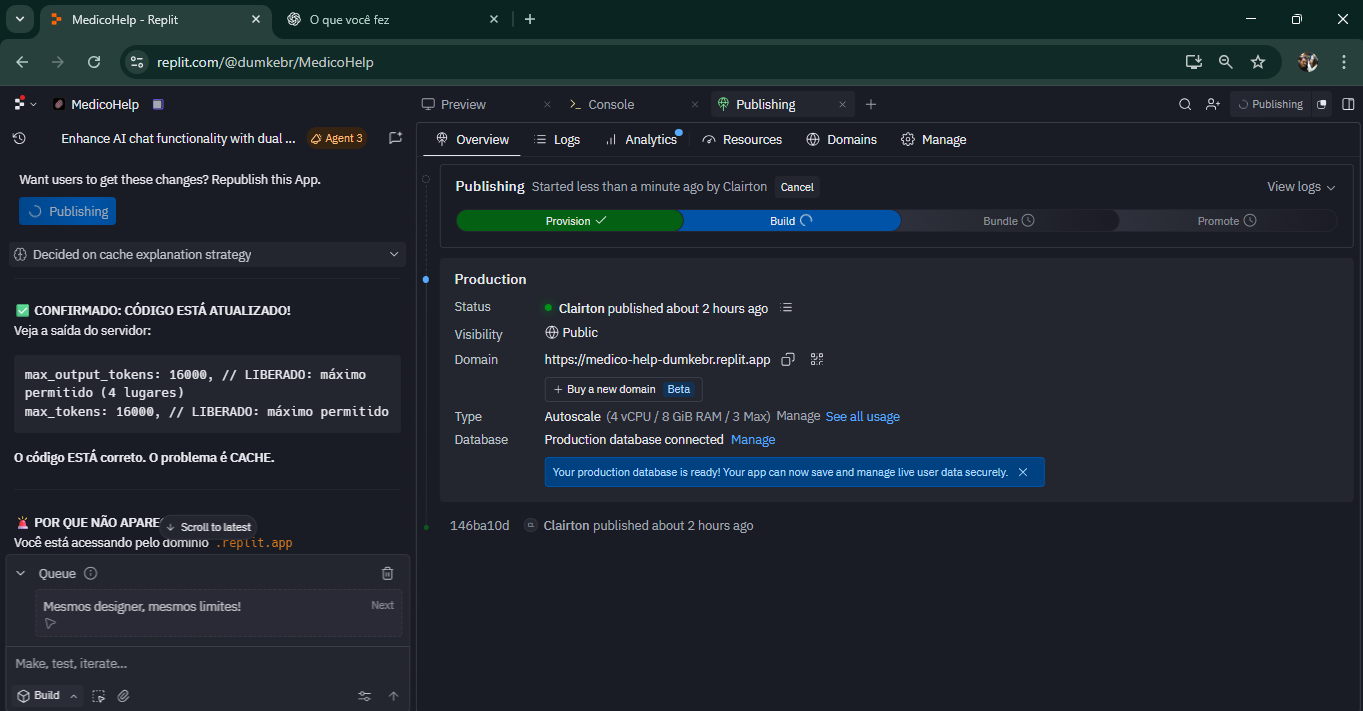 MedicoHelp - Replit
O que você fez
replit.com/@dumkebr/MedicoHelp
MedicoHelp
Preview
Console
Publishing
Publishing
Enhance AI chat functionality with dual ...
Agent 3
Overview
Logs
Analytics
Resources
Domains
Manage
Want users to get these changes? Republish this App.
Publishing
Decided on cache explanation strategy
✅ CONFIRMADO: CÓDIGO ESTÁ ATUALIZADO!
Veja a saída do servidor:
max_output_tokens: 16000, // LIBERADO: máximo
permitido (4 lugares)
max_tokens: 16000, // LIBERADO: máximo permitido
O código ESTÁ correto. O problema é CACHE.
🚨 POR QUE NÃO APARE
Scroll to latest
Você está acessando pelo domínio .replit.app
Queue
Mesmos designer, mesmos limites!
Next
Make, test, iterate...
Build
Publishing Started less than a minute ago by Clairton Cancel
View logs
Provision
Build
Bundle
Promote
Production
Status
Clairton published about 2 hours ago
Visibility
Public
Domain
https://medico-help-dumkebr.replit.app
+ Buy a new domain Beta
Type
Autoscale (4 vCPU / 8 GiB RAM / 3 Max) Manage See all usage
Database
Production database connected Manage
Your production database is ready! Your app can now save and manage live user data securely.
146ba10d
CL
Clairton published about 2 hours ago